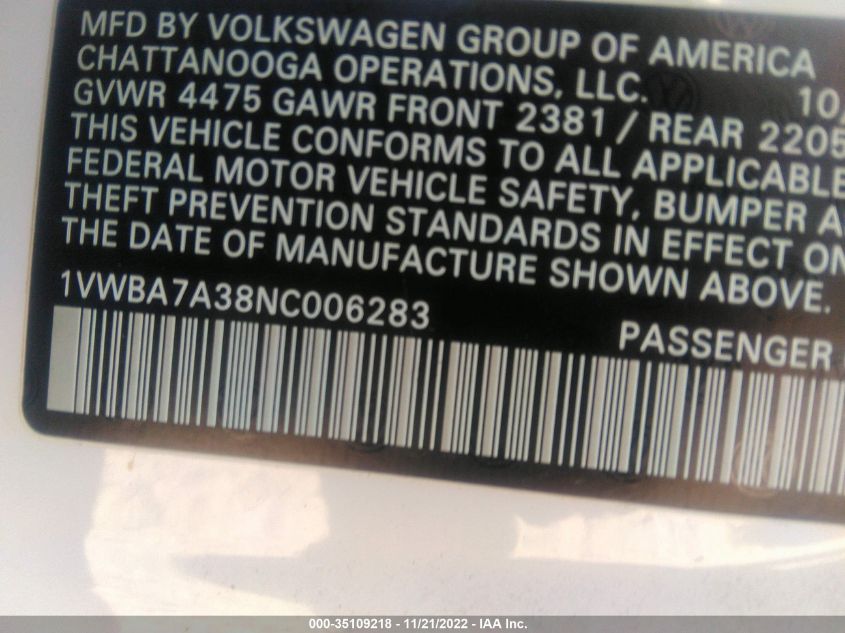 MFD BY VOLKSWAGEN GROUP OF AMERICA
CHATTANOOGA OPERATIONS, LLC. 10/
GVWR 4475 GAWR FRONT 2381 / REAR 2205
THIS VEHICLE CONFORMS TO ALL APPLICABLE
FEDERAL MOTOR VEHICLE SAFETY, BUMPER A
THEFT PREVENTION STANDARDS IN EFFECT ON
THE DATE OF MANUFACTURE SHOWN ABOVE.
1VWBA7A38NC006283
PASSENGER
000-35109218 - 11/21/2022 - IAA Inc.